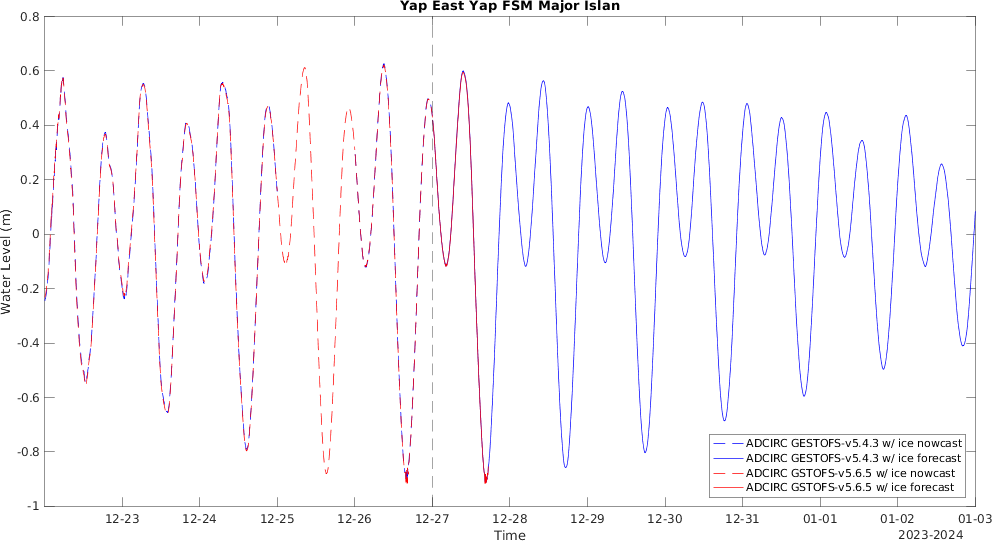 Yap East Yap FSM Major Islan
0.8
0.6
0.4
0.2
0
-0.2
-0.4
-0.6
-0.8
-1
Water Level (m)
ADCIRC GESTOFS-v5.4.3 w/ ice nowcast
ADCIRC GESTOFS-v5.4.3 w/ ice forecast
ADCIRC GSTOFS-v5.6.5 w/ ice nowcast
ADCIRC GSTOFS-v5.6.5 w/ ice forecast
12-23 12-24 12-25 12-26 12-27 12-28 12-29 12-30 12-31 01-01 01-02 01-03
Time
2023-2024